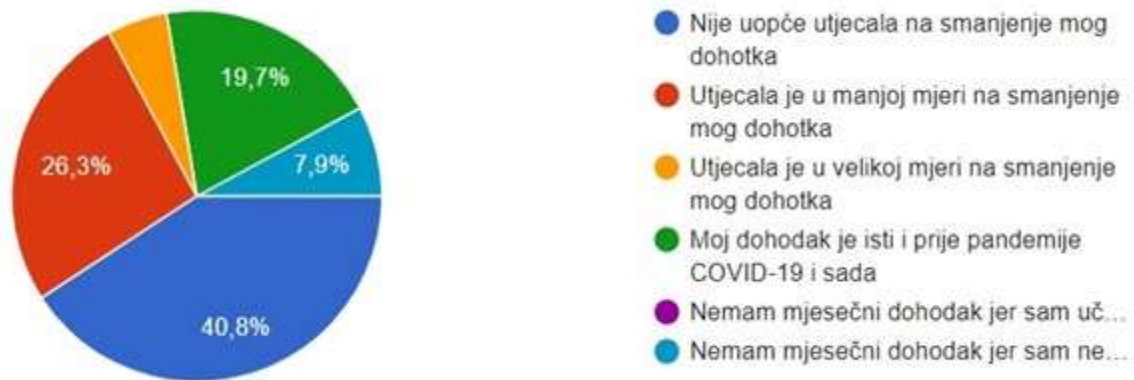 19,7%
7,9%
26,3%
40,8%
Nije uopće utjecala na smanjenje mog
dohotka
Utjecala je u manjoj mjeri na smanjenje
mog dohotka
Utjecala je u velikoj mjeri na smanjenje
mog dohotka
Moj dohodak je isti i prije pandemije
COVID-19 i sada
Nemam mjesečni dohodak jer sam uč...
Nemam mjesečni dohodak jer sam ne...